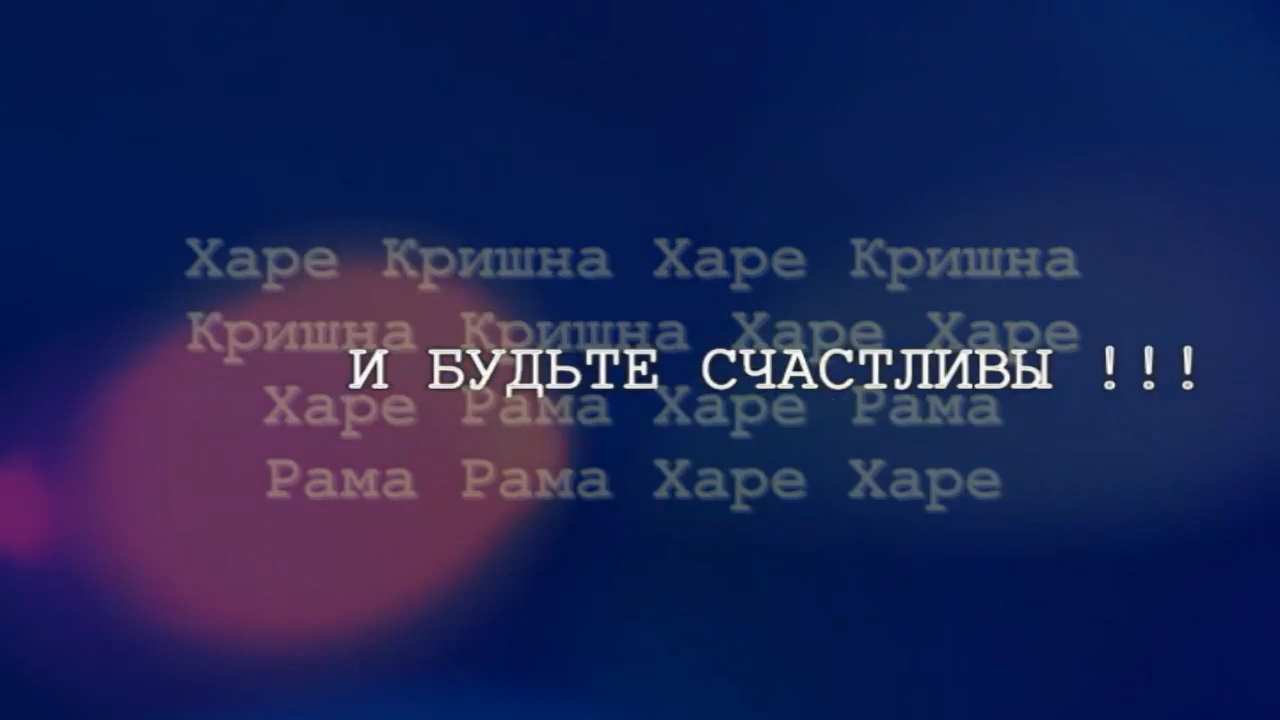 Харе Кришна Харе Кришна
Кришна Кришна Харе Харе
И БУДЬТЕ СЧАСТЛИВЫ !!!
Харе Рама Харе Рама
Рама Рама Харе Харе